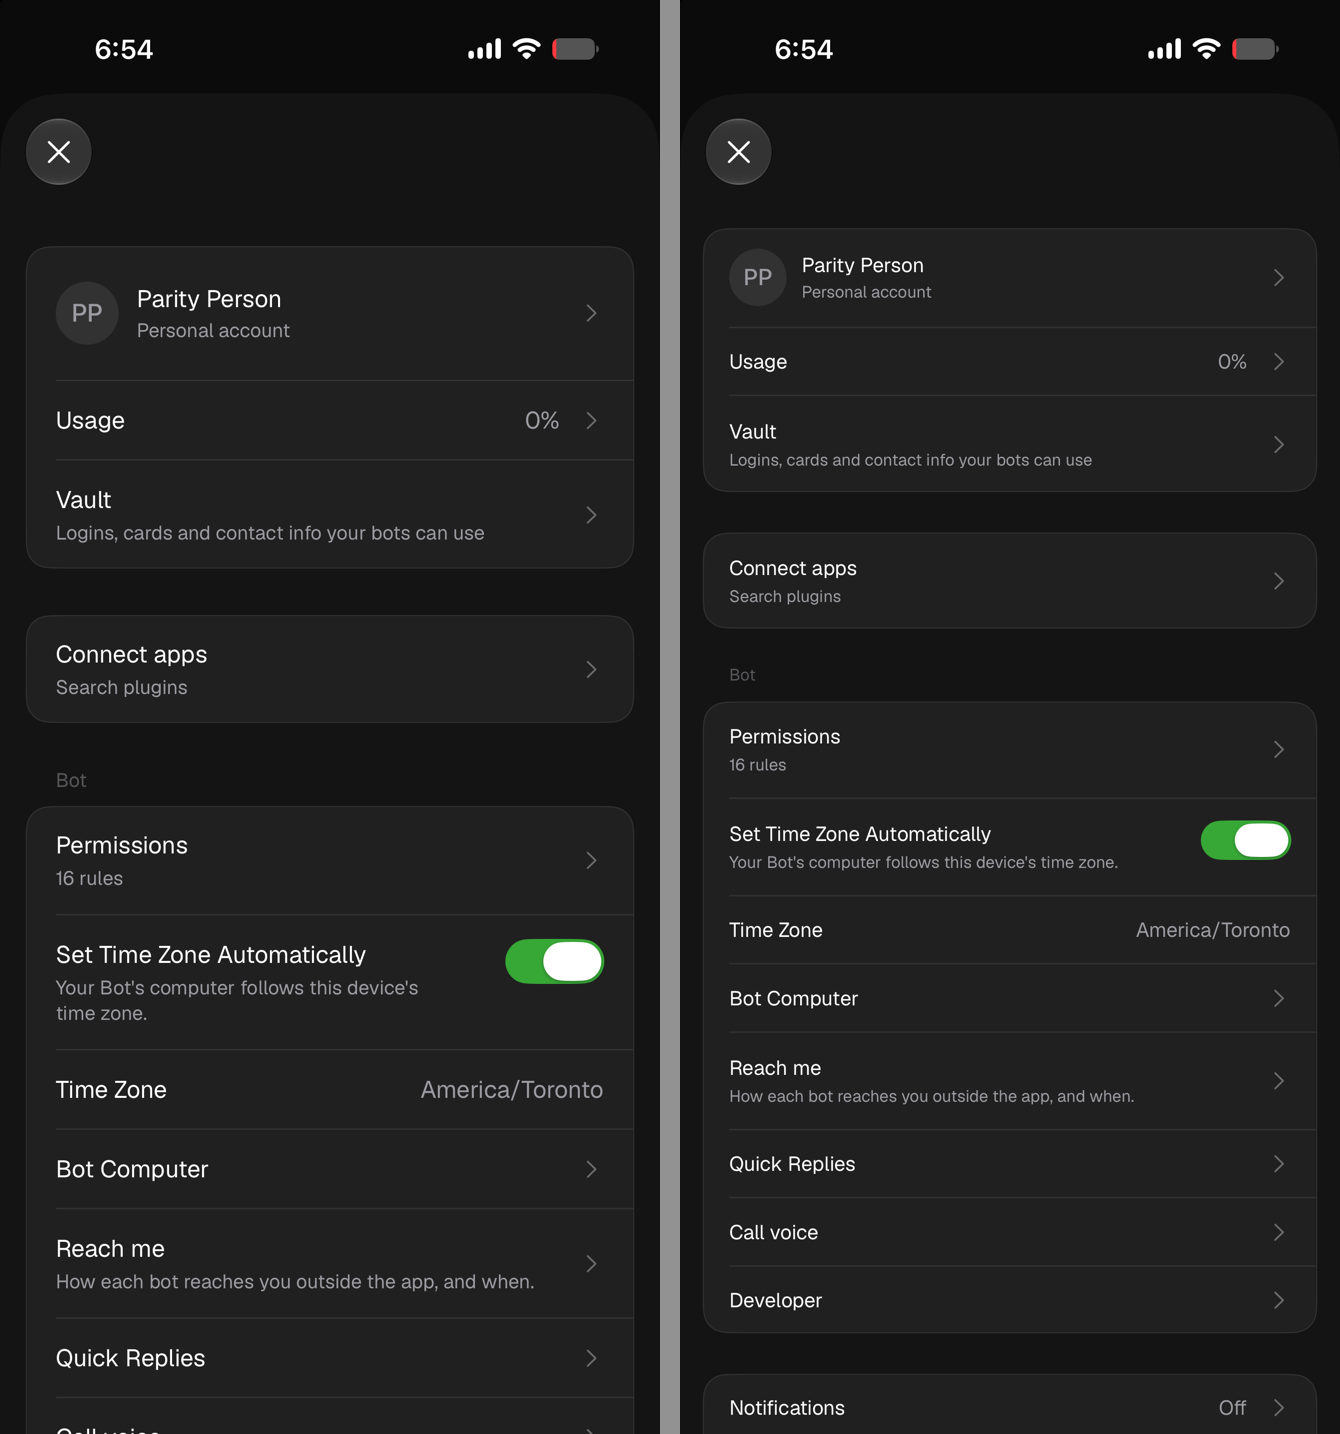 6:54
PP
Parity Person
Personal account
Usage
0%
Vault
Logins, cards and contact info your bots can use
Connect apps
Search plugins
Bot
Permissions
16 rules
Set Time Zone Automatically
Your Bot's computer follows this device's
time zone.
Time Zone
America/Toronto
Bot Computer
Reach me
How each bot reaches you outside the app, and when.
Quick Replies
Call voice
6:54
PP
Parity Person
Personal account
Usage
0%
Vault
Logins, cards and contact info your bots can use
Connect apps
Search plugins
Bot
Permissions
16 rules
Set Time Zone Automatically
Your Bot's computer follows this device's time zone.
Time Zone
America/Toronto
Bot Computer
Reach me
How each bot reaches you outside the app, and when.
Quick Replies
Call voice
Developer
Notifications
Off